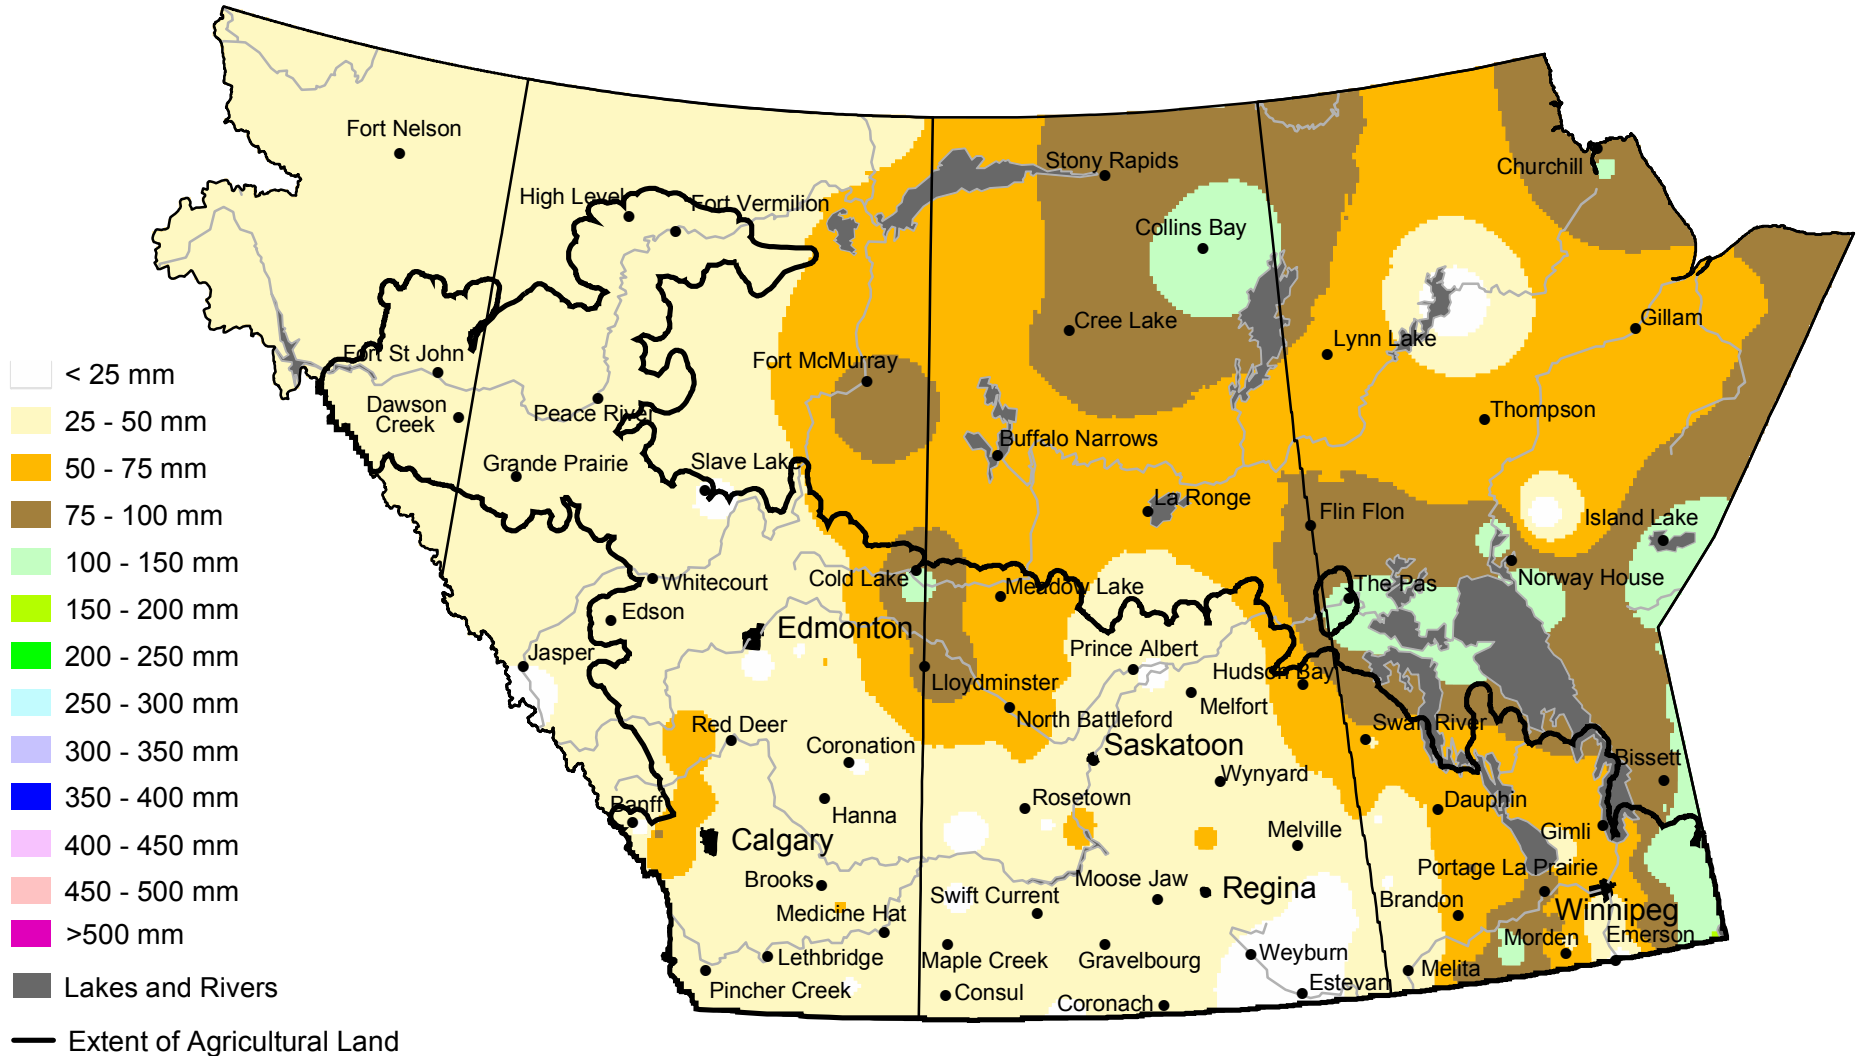 Fort Nelson
Stony Rapids
Churchill
High Level
Fort Vermilion
Collins Bay
Cree Lake
Lynn Lake
Gillam
Fort St John
Fort McMurray
< 25 mm
25 - 50 mm
50 - 75 mm
75 - 100 mm
100 - 150 mm
150 - 200 mm
200 - 250 mm
250 - 300 mm
300 - 350 mm
350 - 400 mm
400 - 450 mm
450 - 500 mm
>500 mm
Lakes and Rivers
Extent of Agricultural Land
Dawson
Creek
Peace River
Thompson
Buffalo Narrows
Grande Prairie
Slave Lake
La Ronge
Flin Flon
Island Lake
Whitecourt
Cold Lake
Meadow Lake
The Pas
Norway House
Edson
Edmonton
Jasper
Prince Albert
Hudson Bay
Lloydminster
Melfort
North Battleford
Swan River
Red Deer
Coronation
Saskatoon
Wynyard
Bissett
Banff
Hanna
Rosetown
Dauphin
Calgary
Melville
Gimli
Brooks
Swift Current
Moose Jaw
Regina
Portage La Prairie
Brandon
Winnipeg
Medicine Hat
Morden
Emerson
Lethbridge
Maple Creek
Gravelbourg
Weyburn
Melita
Pincher Creek
Consul
Coronach
Estevan